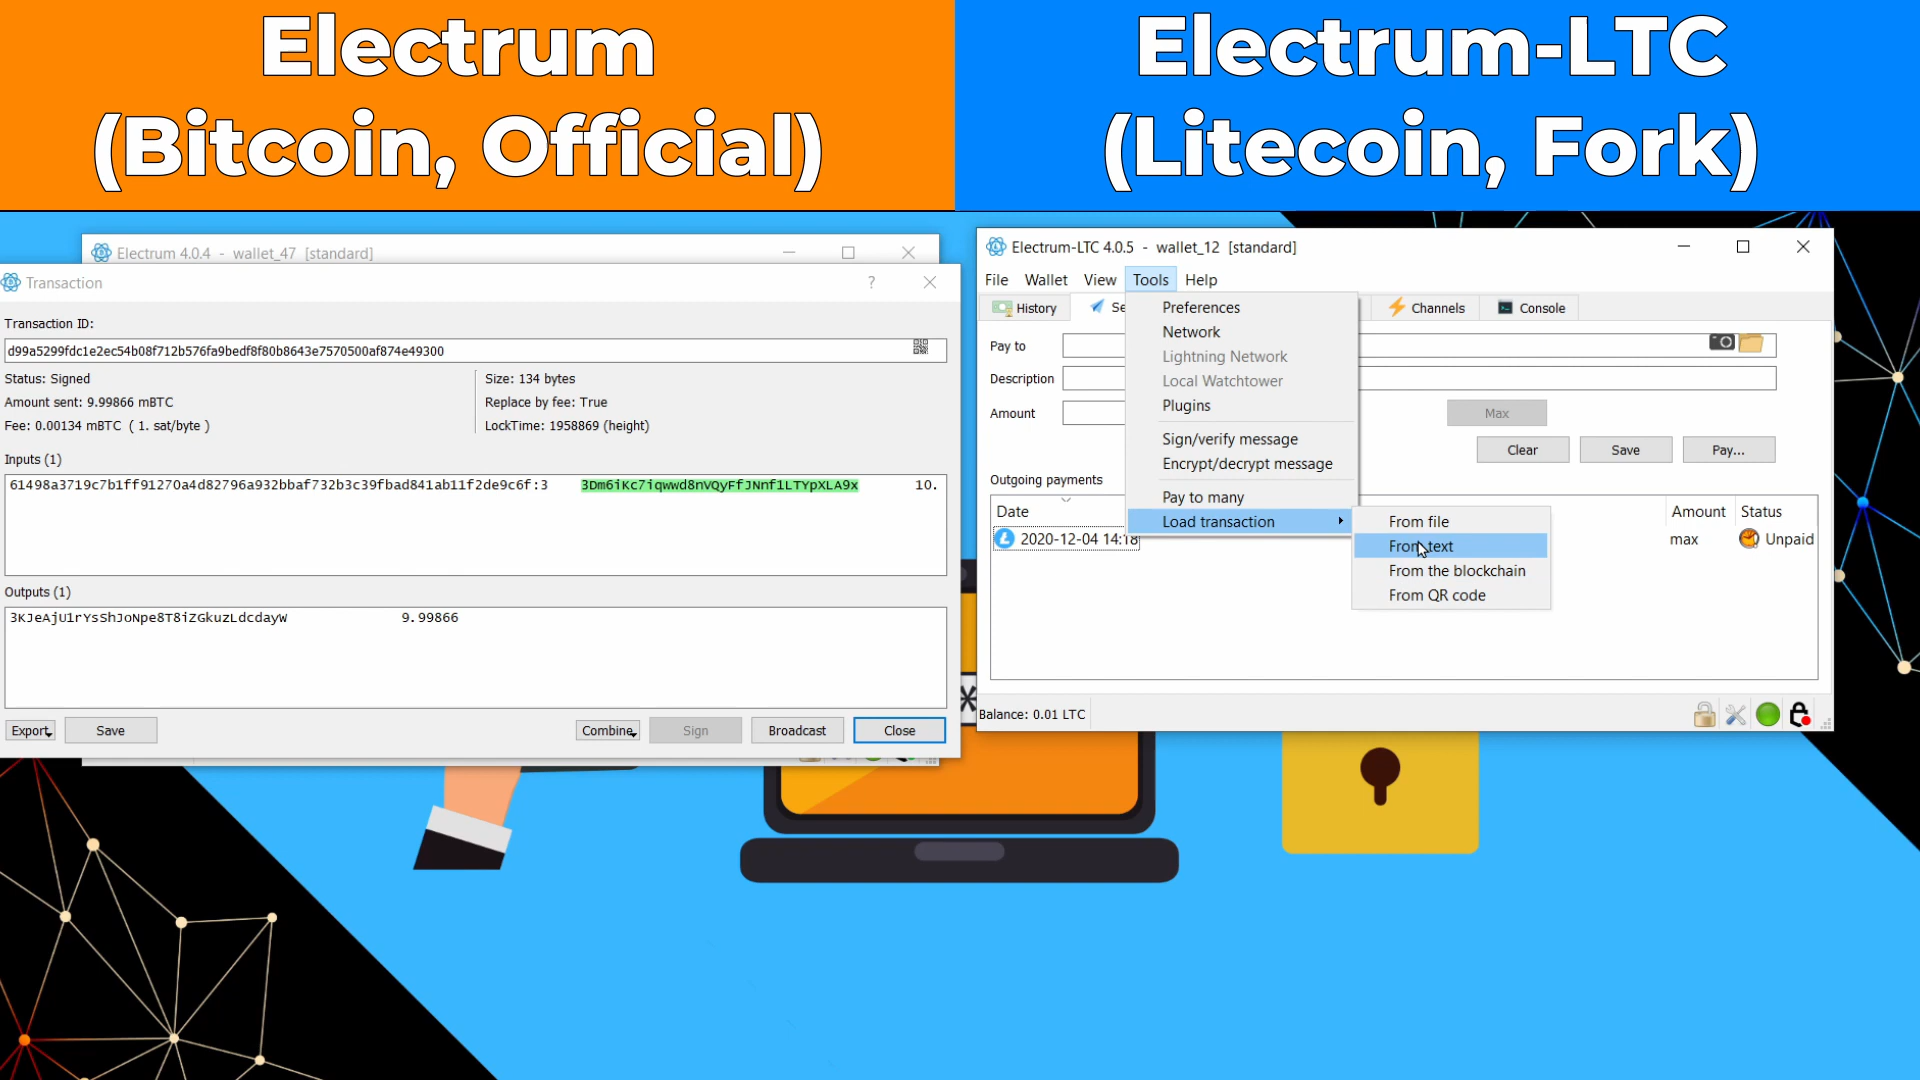 Electrum
(Bitcoin, Official)
Electrum-LTC
(Litecoin, Fork)
Electrum 4.0.4 - wallet_47 [standard]
Transaction
?
Transaction ID:
d99a5299fdc1e2ec54b08f712b576fa9bedf8f80b8643e7570500af874e49300
Status: Signed
Amount sent: 9.99866 mBTC
Fee: 0.00134 mBTC ( 1. sat/byte )
Size: 134 bytes
Replace by fee: True
LockTime: 1958869 (height)
Inputs (1)
61498a3719c7b1ff91270a4d82796a932bbaf732b3c39fbad841ab11f2de9c6f:3 3Dm6iKc7iqwwd8nVQyFfJNnf1LTYpXLA9x 10.
Outputs (1)
3KJeAjU1rYsShJoNpe8T8iZGkuzLdcdayW 9.99866
Export Save Combine Sign Broadcast Close
Electrum-LTC 4.0.5 - wallet_12 [standard]
File Wallet View Tools Help
History Se Channels Console
Pay to
Description
Amount
Max
Clear Save Pay...
Outgoing payments
Date Amount Status
2020-12-04 14:18 max Unpaid
Balance: 0.01 LTC
Preferences
Network
Lightning Network
Local Watchtower
Plugins
Sign/verify message
Encrypt/decrypt message
Pay to many
Load transaction
From file
From text
From the blockchain
From QR code
*